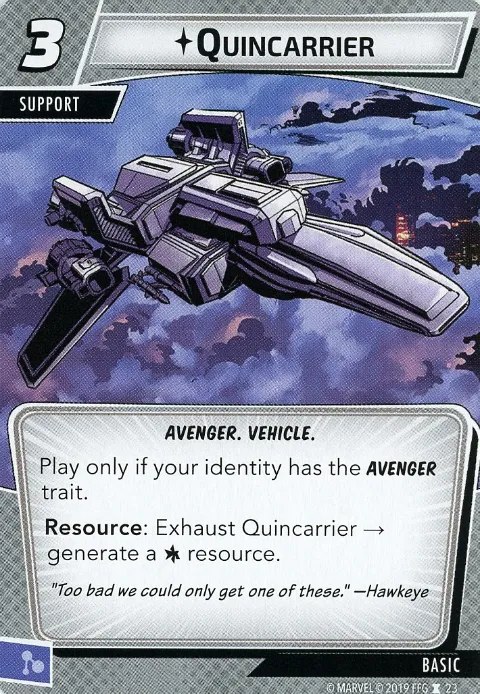 3
QUINCARRIER
SUPPORT
AVENGER. VEHICLE.
Play only if your identity has the AVENGER
trait.
Resource: Exhaust Quincarrier →
generate a resource.
"Too bad we could only get one of these." —Hawkeye
BASIC
© MARVEL © 2019 FFG 23